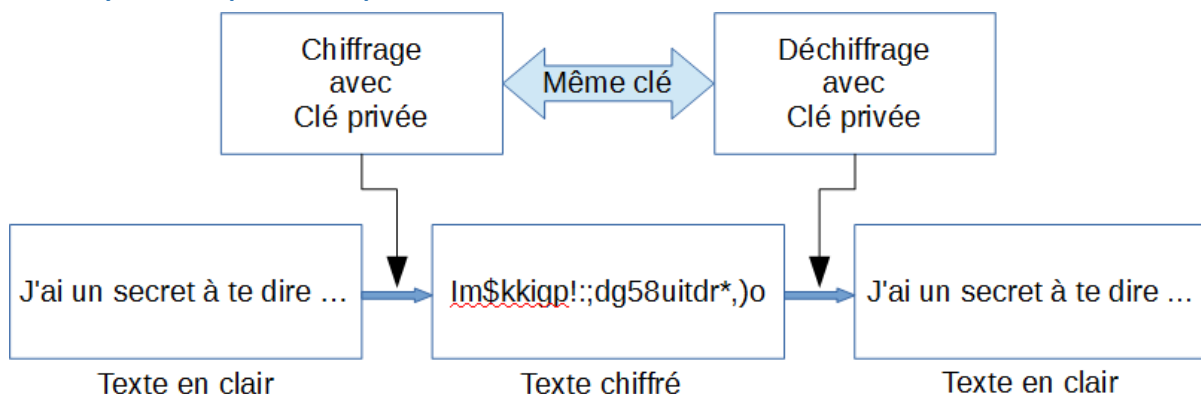 Chiffrage
avec
Clé privée
Même clé
Déchiffrage
avec
Clé privée
J'ai un secret à te dire ...
Im$kkigp!:;dg58uitdr*,)o
J'ai un secret à te dire ...
Texte en clair
Texte chiffré
Texte en clair